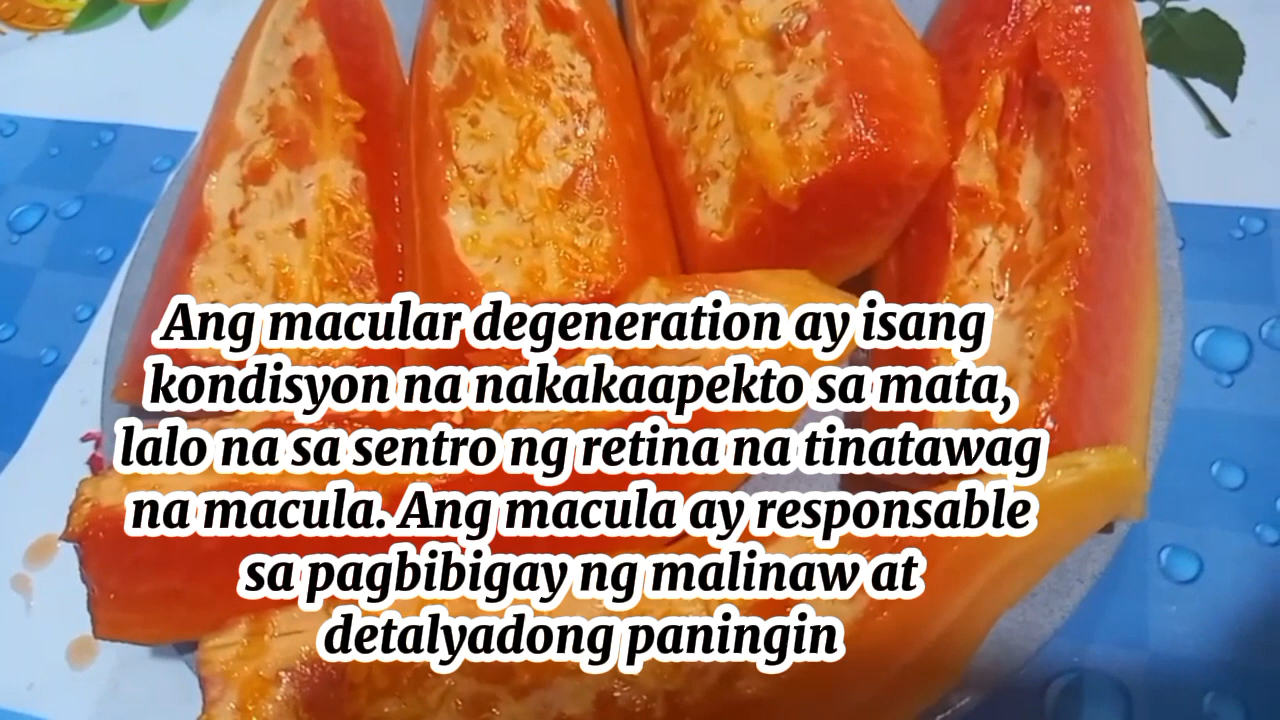 Ang macular degeneration ay isang
kondisyon na nakakaapekto sa mata,
lalo na sa sentro ng retina na tinatawag
na macula. Ang macula ay responsable
sa pagbibigay ng malinaw at
detalyadong paningin